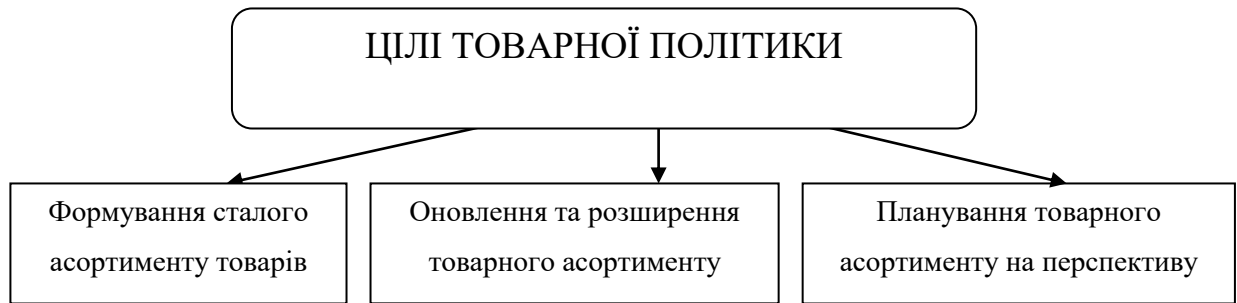 ЦІЛІ ТОВАРНОЇ ПОЛІТИКИ
Формування сталого
асортименту товарів
Оновлення та розширення
товарного асортименту
Планування товарного
асортименту на перспективу